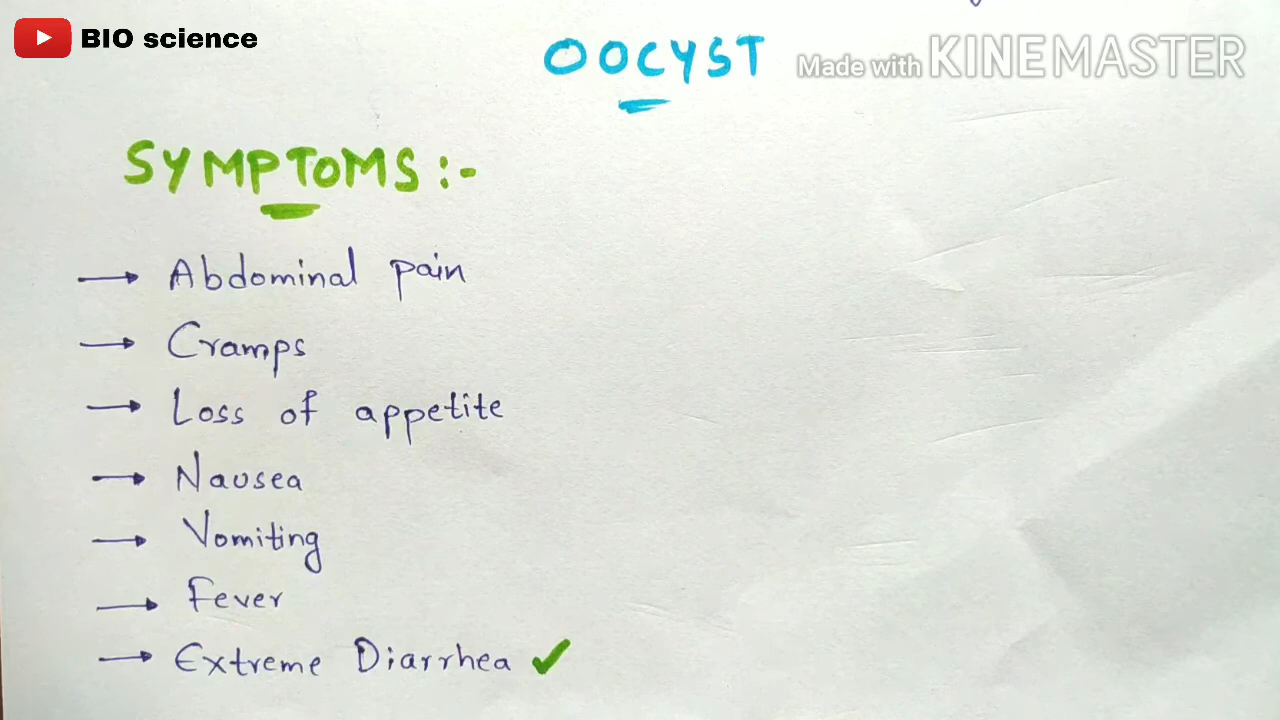 BIO science
OOCYST
Made with KINEMASTER
SYMPTOMS:-
→ Abdominal pain
→ Cramps
→ Loss of appetite
→ Nausea
→ Vomiting
→ Fever
→ Extreme Diarrhea ✓